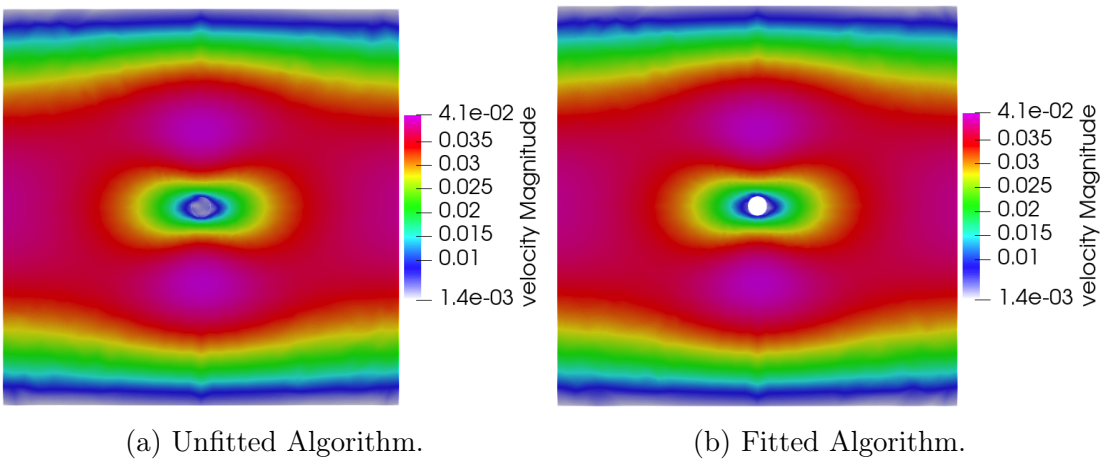 4.1e-02
0.035
0.03
0.025
0.02
0.015
0.01
1.4e-03
velocity Magnitude
4.1e-02
0.035
0.03
0.025
0.02
0.015
0.01
1.4e-03
velocity Magnitude
(a) Unfitted Algorithm.
(b) Fitted Algorithm.